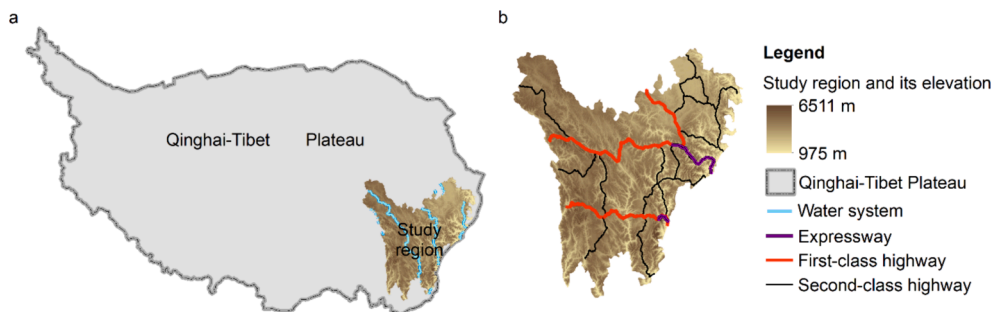 a
Qinghai-Tibet Plateau
Study
region
b
Legend
Study region and its elevation
6511 m
975 m
Qinghai-Tibet Plateau
Water system
Expressway
First-class highway
Second-class highway